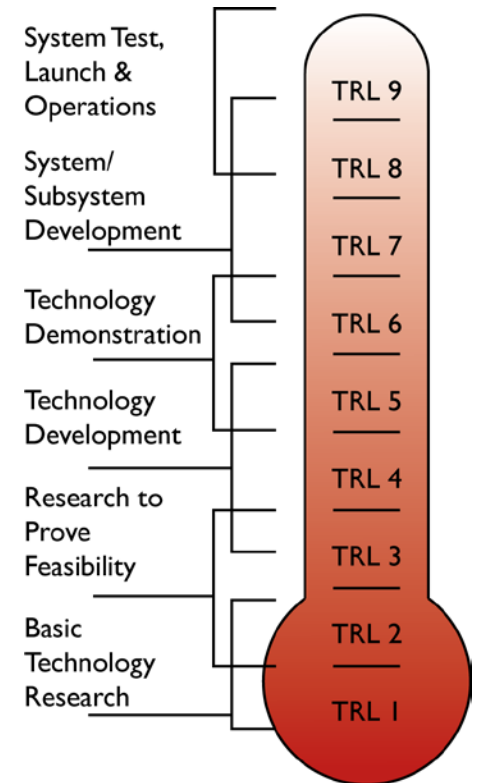 System Test,
Launch &
Operations
System/
Subsystem
Development
Technology
Demonstration
Technology
Development
Research to
Prove
Feasibility
Basic
Technology
Research
TRL 9
TRL 8
TRL 7
TRL 6
TRL 5
TRL 4
TRL 3
TRL 2
TRL 1